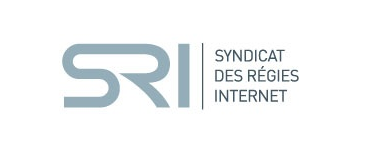 SRI
SYNDICAT
DES RÉGIES
INTERNET